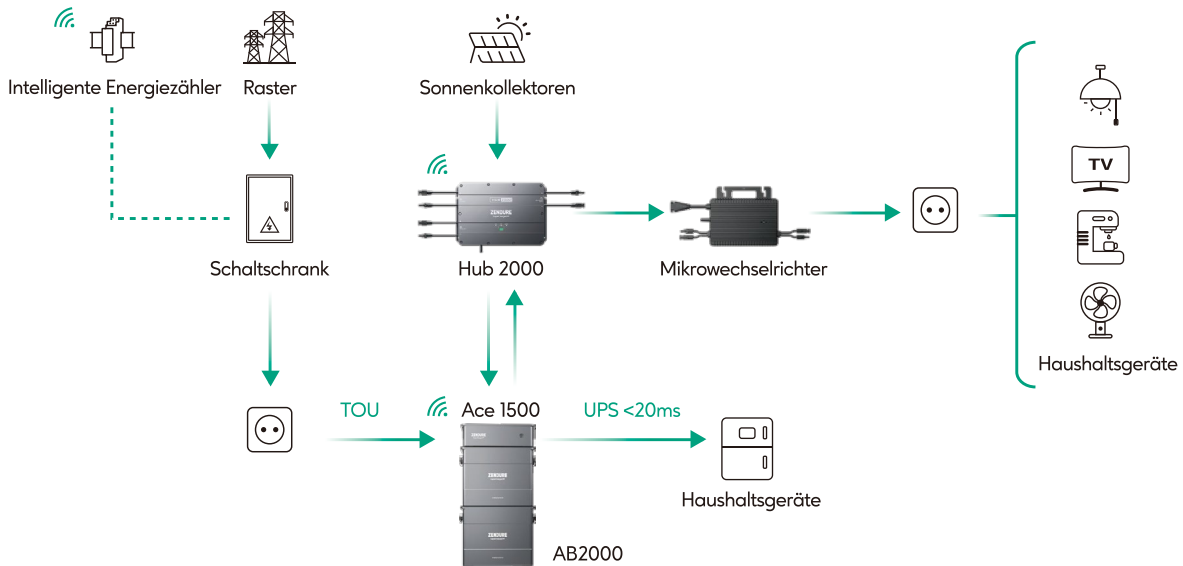 Intelligente Energiezähler
Raster
Sonnenkollektoren
TV
ZENDURE
Schaltschrank
Hub 2000
Mikrowechselrichter
Haushaltsgeräte
TOU
Ace 1500
UPS <20ms
ZENDURE
ZENDURE
ZENDURE
Haushaltsgeräte
AB2000